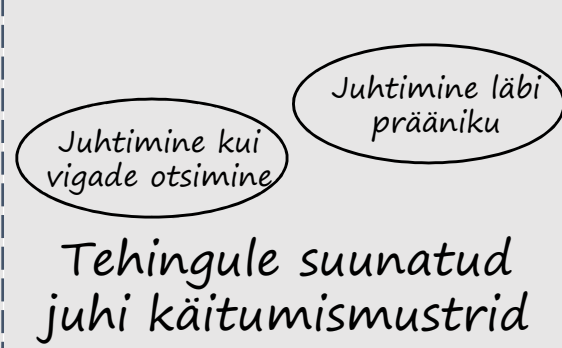 Juhtimine läbi
prääniku
Juhtimine kui
vigade otsimine
Tehingule suunatud
juhi käitumismustrid